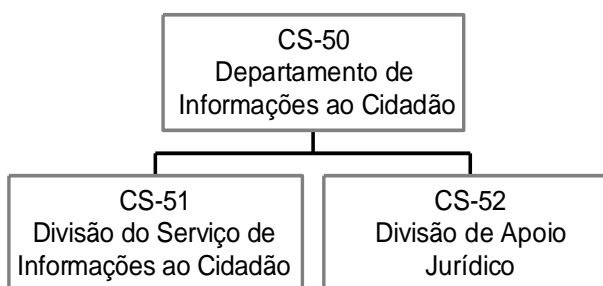 CS-50
Departamento de
Informações ao Cidadão
CS-51
Divisão do Serviço de
Informações ao Cidadão
CS-52
Divisão de Apoio
Jurídico